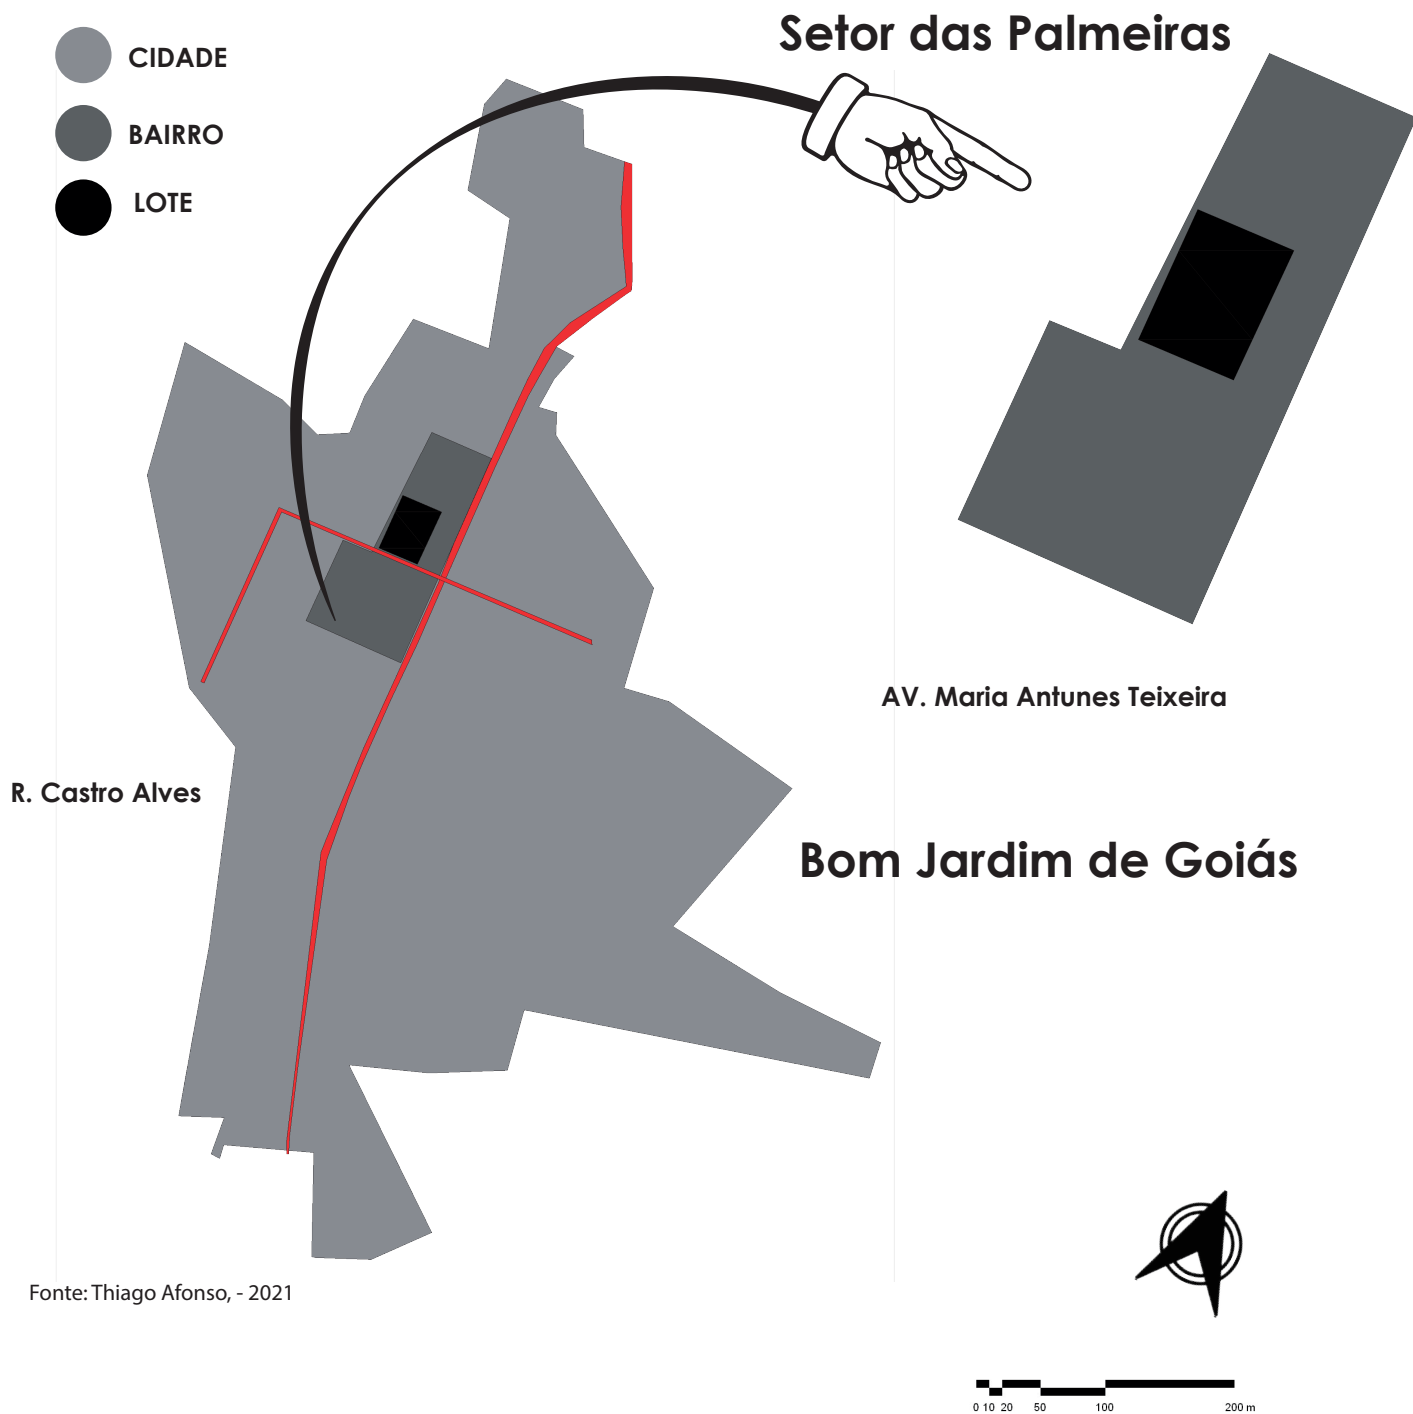 Setor das Palmeiras
CIDADE
BAIRRO
LOTE
AV. Maria Antunes Teixeira
R. Castro Alves
Bom Jardim de Goiás
Fonte: Thiago Afonso, - 2021
0 10 20 50 100 200 m